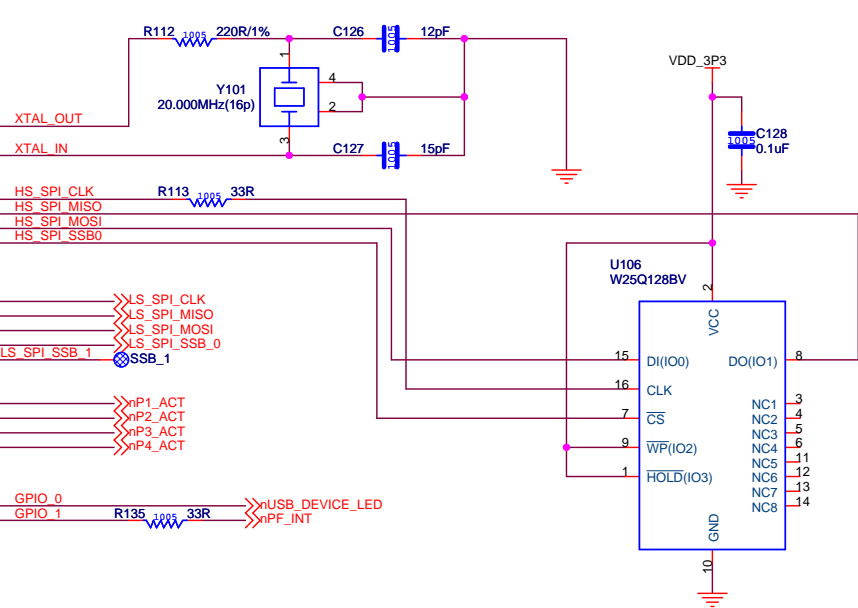 R112 1005 220R/1%
C126 1005 12pF
1
Y101
20.000MHz(16p)
4
2
3
XTAL_OUT
XTAL_IN
C127 1005 15pF
VDD_3P3
C128
1005 0.1uF
HS_SPI_CLK
R113 1005 33R
HS_SPI_MISO
HS_SPI_MOSI
HS_SPI_SSB0
U106
W25Q128BV
2
VCC
LS_SPI_CLK
LS_SPI_MISO
LS_SPI_MOSI
LS_SPI_SSB_0
LS_SPI_SSB_1
SSB_1
15 DI(IO0)
DO(IO1) 8
16 CLK
7 CS
9 WP(IO2)
1 HOLD(IO3)
NC1 3
NC2 4
NC3 5
NC4 6
NC5 11
NC6 12
NC7 13
NC8 14
GND
10
nP1_ACT
nP2_ACT
nP3_ACT
nP4_ACT
GPIO_0
nUSB_DEVICE_LED
GPIO_1
R135 1005 33R
nPF_INT